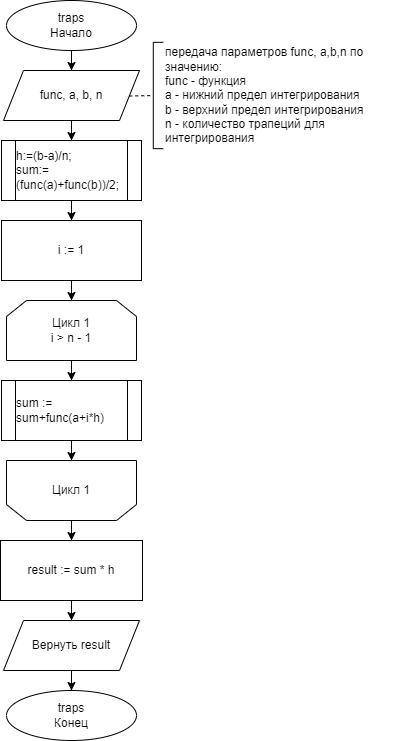 traps
Начало
передача параметров func, a,b,n по
значению:
func - функция
a - нижний предел интегрирования
b - верхний предел интегрирования
n - количество трапеций для
интегрирования
func, a, b, n
h:=(b-a)/n;
sum:=
(func(a)+func(b))/2;
i := 1
Цикл 1
i > n - 1
sum :=
sum+func(a+i*h)
Цикл 1
result := sum * h
Вернуть result
traps
Конец